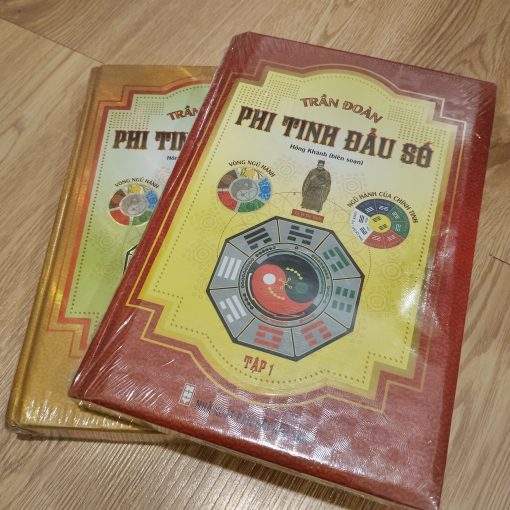 TRẦN ĐOÀN
PHI TINH ĐẨU SỐ
Hồng Khanh (biên soạn)
VÒNG NGŨ HÀNH
NGŨ HÀNH CỦA CHÍNH TINH
TẬP 1
TRẦN
PHI TIN
VÒNG NGŨ HÀNH